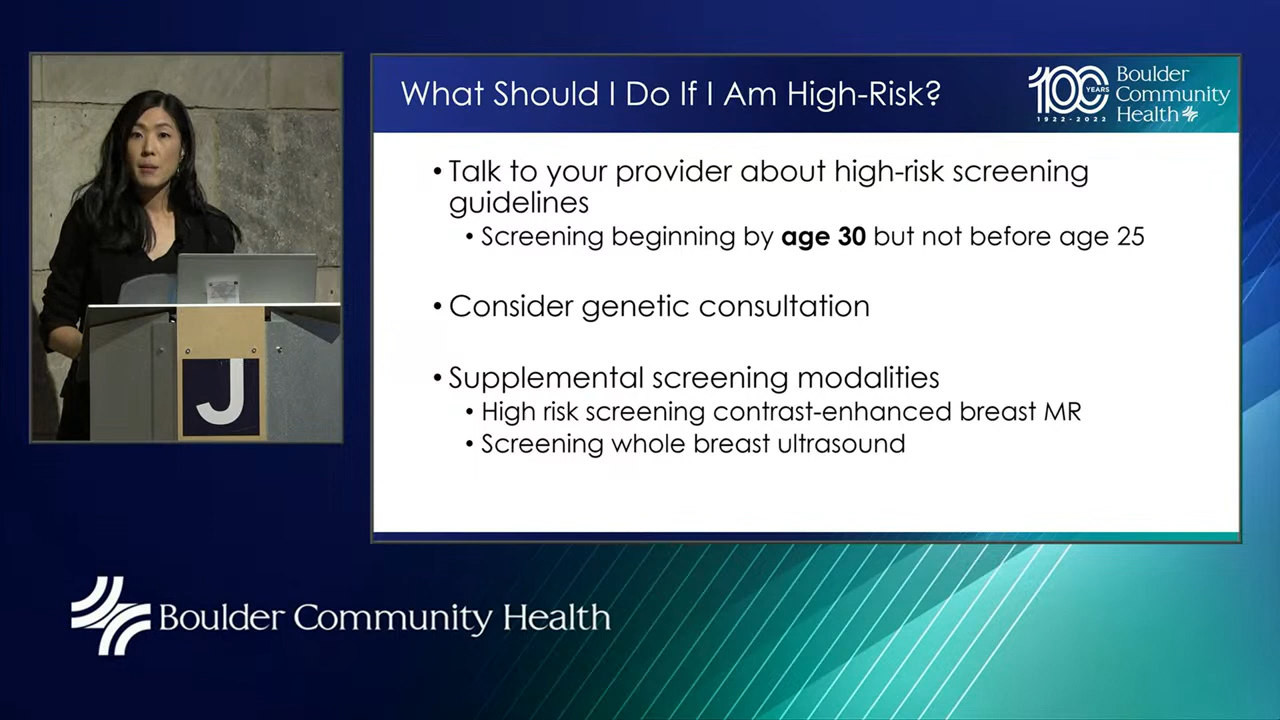 What Should I Do If I Am High-Risk?
100
YEARS
1922-2022
Boulder
Community
Health
• Talk to your provider about high-risk screening
guidelines
• Screening beginning by age 30 but not before age 25
• Consider genetic consultation
• Supplemental screening modalities
• High risk screening contrast-enhanced breast MR
• Screening whole breast ultrasound
J
Boulder Community Health